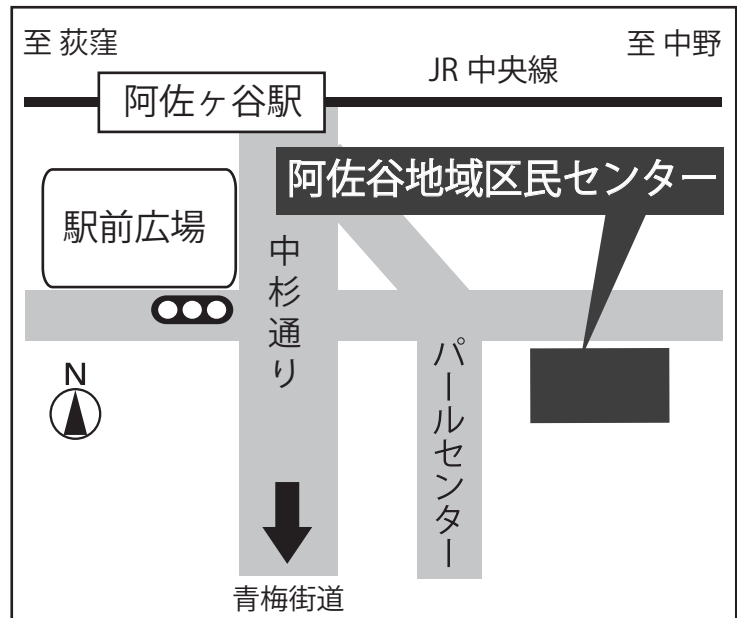 至 荻窪
至 中野
JR 中央線
阿佐ヶ谷駅
阿佐谷地域区民センター
駅前広場
中杉通り
パールセンター
N
青梅街道